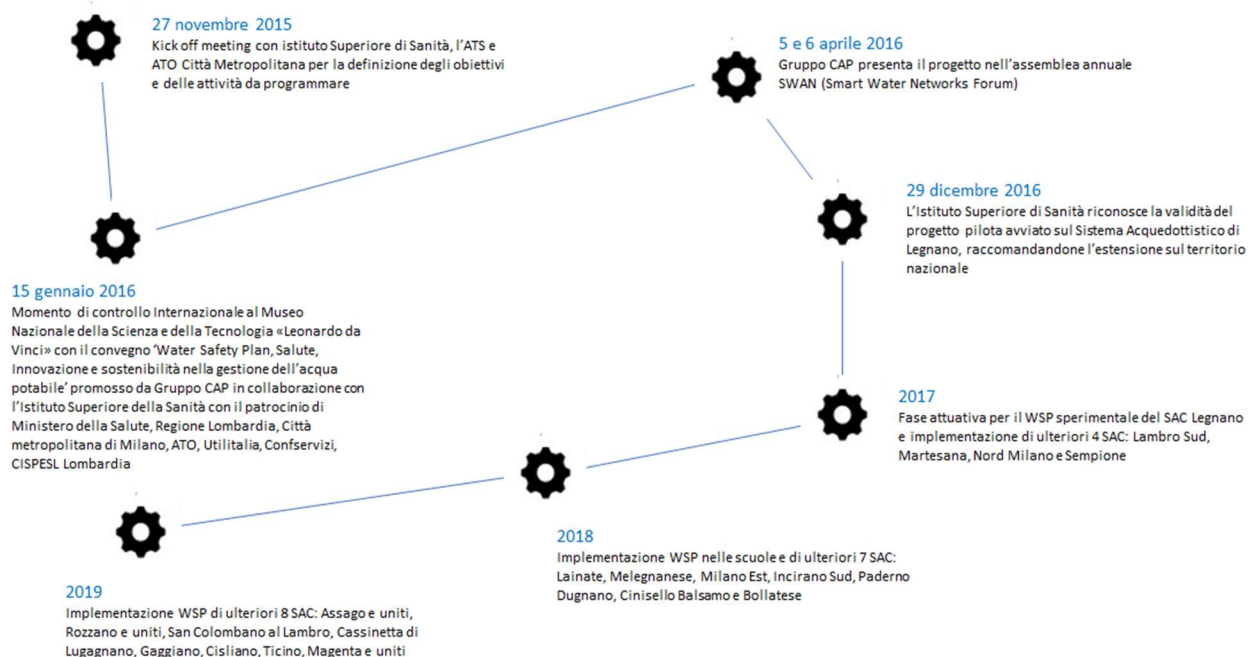 27 novembre 2015
Kick off meeting con istituto Superiore di Sanità, l'ATS e
ATO Città Metropolitana per la definizione degli obiettivi
e delle attività da programmare
15 gennaio 2016
Momento di controllo Internazionale al Museo
Nazionale della Scienza e della Tecnologia «Leonardo da
Vinci» con il convegno 'Water Safety Plan, Salute,
Innovazione e sostenibilità nella gestione dell'acqua
potabile' promosso da Gruppo CAP in collaborazione con
l'Istituto Superiore della Sanità con il patrocinio di
Ministero della Salute, Regione Lombardia, Città
metropolitana di Milano, ATO, Utilitalia, Confservizi,
CISPESL Lombardia
5 e 6 aprile 2016
Gruppo CAP presenta il progetto nell'assemblea annuale
SWAN (Smart Water Networks Forum)
29 dicembre 2016
L'Istituto Superiore di Sanità riconosce la validità del
progetto pilota avviato sul Sistema Acquedottistico di
Legnano, raccomandandone l'estensione sul territorio
nazionale
2017
Fase attuativa per il WSP sperimentale del SAC Legnano
e implementazione di ulteriori 4 SAC: Lambro Sud,
Martesana, Nord Milano e Sempione
2018
Implementazione WSP nelle scuole e di ulteriori 7 SAC:
Lainate, Melegnanese, Milano Est, Incirano Sud, Paderno
Dugnano, Cinisello Balsamo e Bollatese
2019
Implementazione WSP di ulteriori 8 SAC: Assago e uniti,
Rozzano e uniti, San Colombano al Lambro, Cassinetta di
Lugagnano, Gaggiano, Cisliano, Ticino, Magenta e uniti